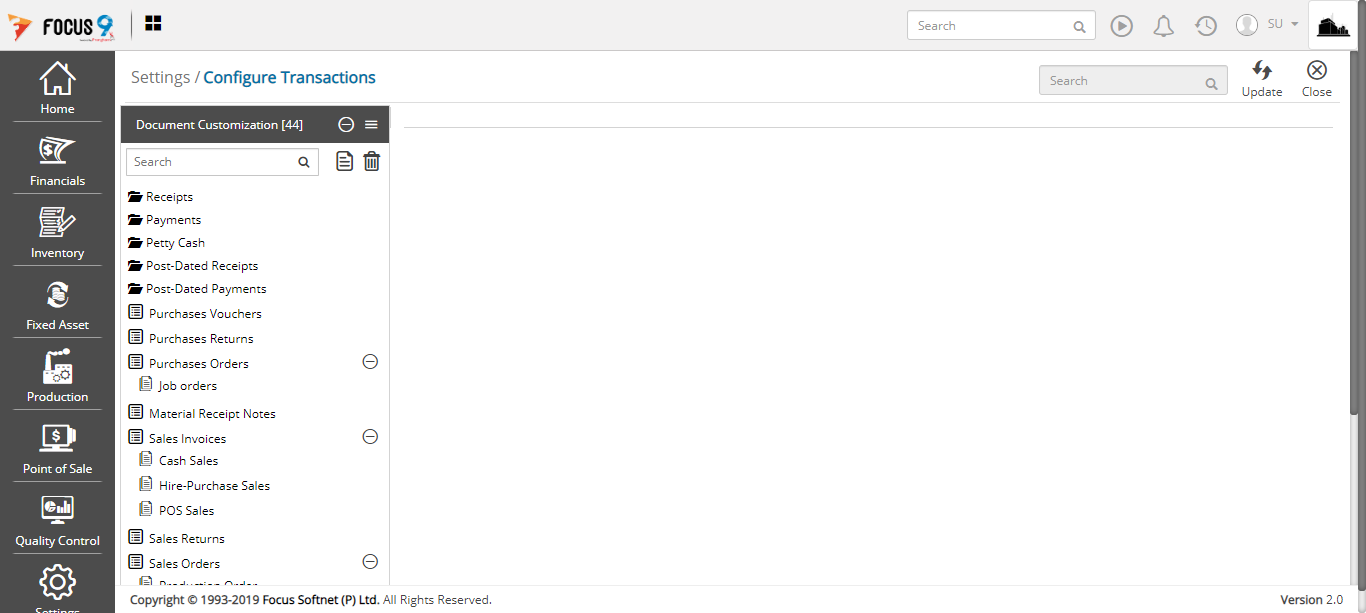 FOCUS 9
Search
SU
Settings / Configure Transactions
Search
Update
Close
Home
Financials
Inventory
Fixed Asset
Production
Point of Sale
Quality Control
Settings
Document Customization [44]
Search
Receipts
Payments
Petty Cash
Post-Dated Receipts
Post-Dated Payments
Purchases Vouchers
Purchases Returns
Purchases Orders
Job orders
Material Receipt Notes
Sales Invoices
Cash Sales
Hire-Purchase Sales
POS Sales
Sales Returns
Sales Orders
Production Order
Copyright © 1993-2019 Focus Softnet (P) Ltd. All Rights Reserved.
Version 2.0